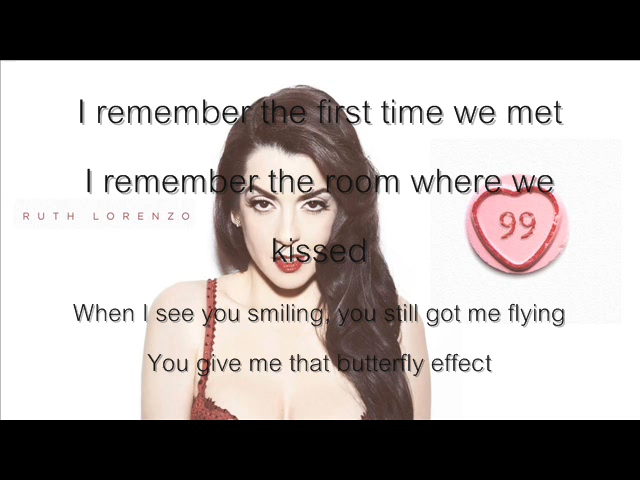 I remember the first time we met
I remember the room where we
kissed
RUTH LORENZO
99
When I see you smiling, you still got me flying
You give me that butterfly effect